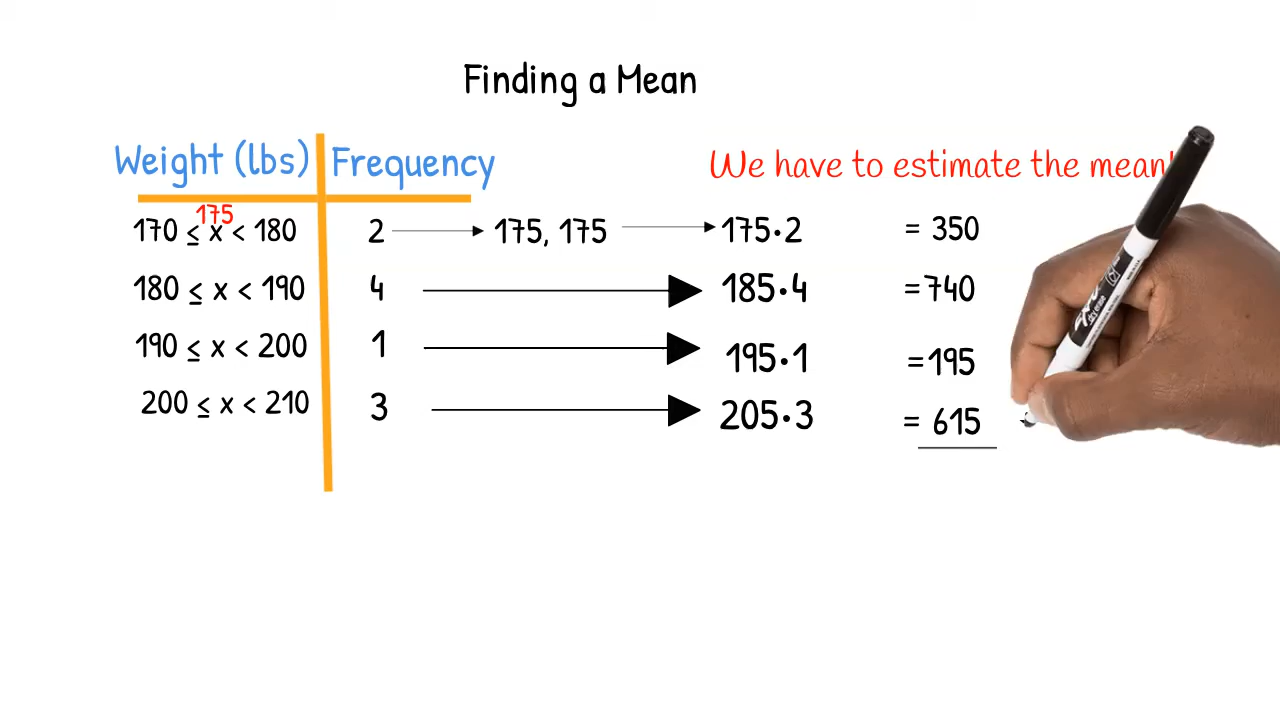 Finding a Mean
Weight (lbs) Frequency We have to estimate the mean!
175
170 ≤ x < 180 2 175, 175 175•2 = 350
180 ≤ x < 190 4 185•4 =740
190 ≤ x < 200 1 195•1 =195
200 ≤ x < 210 3 205•3 = 615